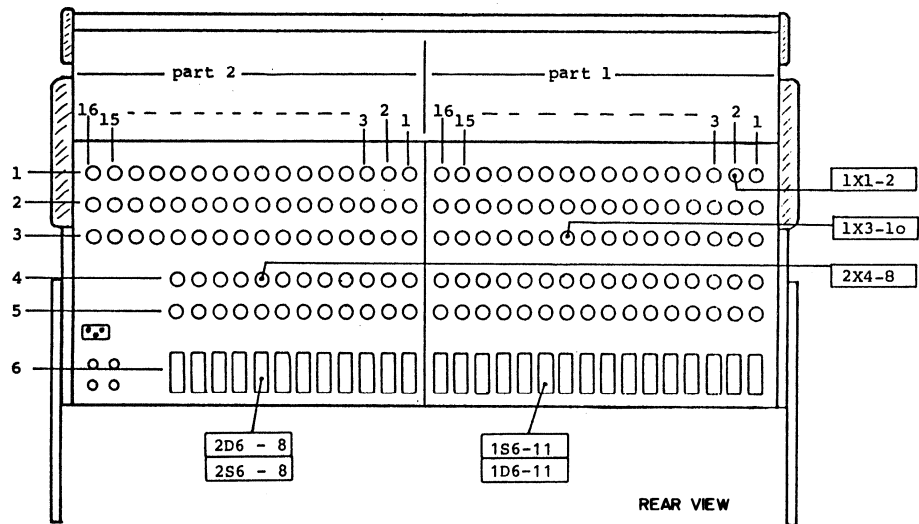 part 2
part 1
16 15 3 2 1 16 15 3 2 1
1
1X1-2
2
3
1X3-1o
4
2X4-8
5
6
2D6 - 8
2S6 - 8
1S6-11
1D6-11
REAR VIEW